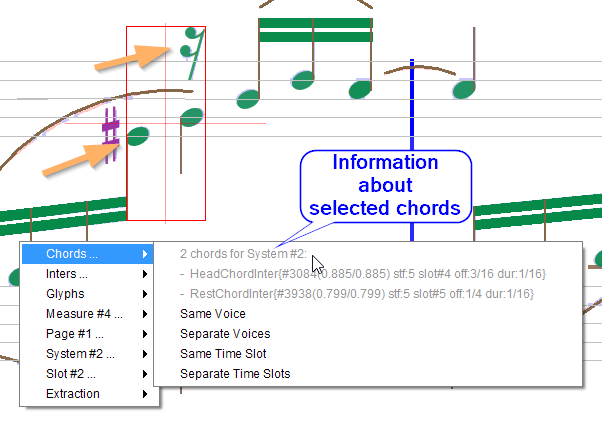 Information
about
selected chords
Chords ...
Inters ...
Glyphs
Measure #4 ...
Page #1 ...
System #2 ...
Slot #2 ...
Extraction
2 chords for System #2:
- HeadChordInter{#3084(0.885/0.885) stf:5 slot#4 off:3/16 dur:1/16}
- RestChordInter{#3938(0.799/0.799) stf:5 slot#5 off:1/4 dur:1/16}
Same Voice
Separate Voices
Same Time Slot
Separate Time Slots